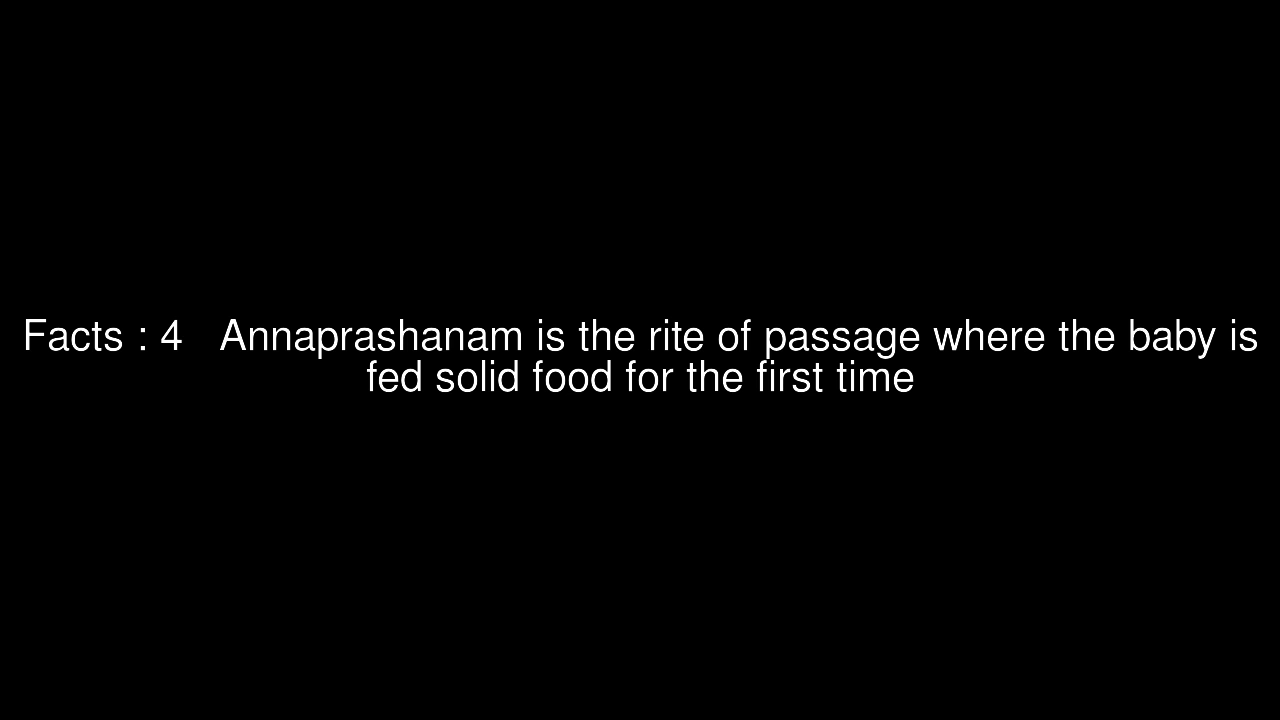 Facts : 4   Annaprashanam is the rite of passage where the baby is
fed solid food for the first time